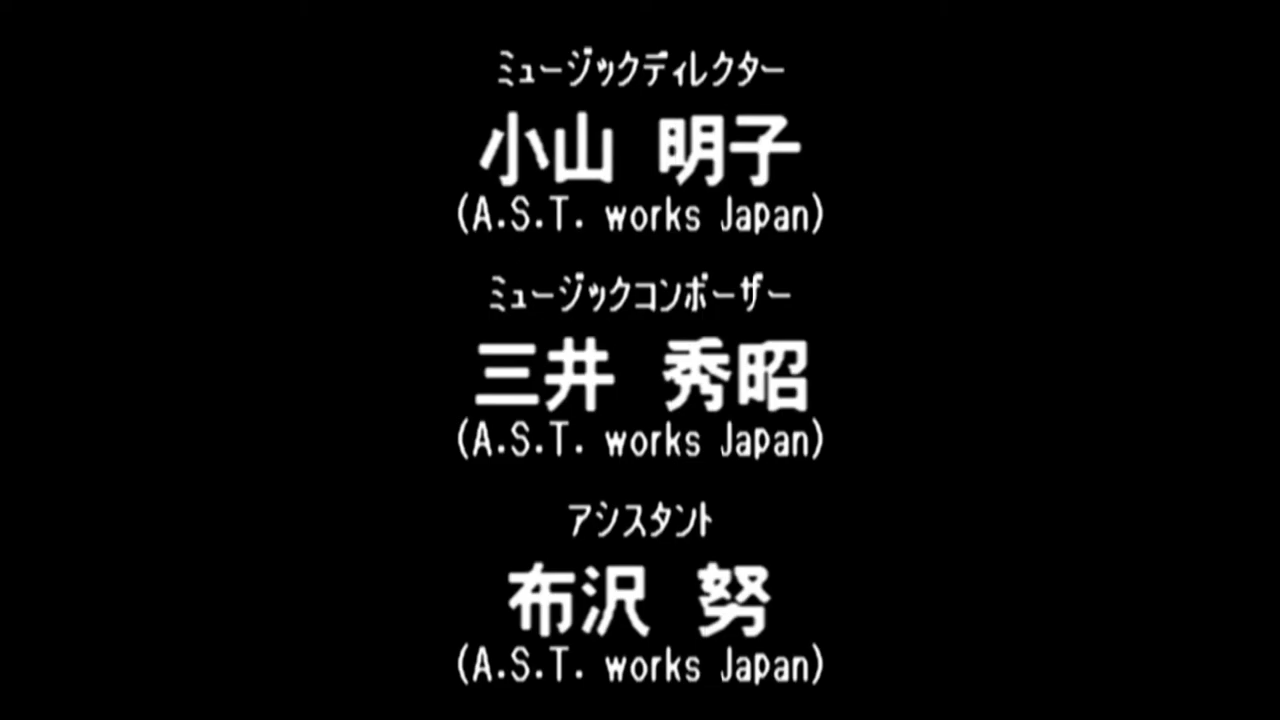 ミュージックディレクター
小山 明子
(A.S.T. works Japan)
ミュージックコンポーザー
三井 秀昭
(A.S.T. works Japan)
アシスタント
布沢 努
(A.S.T. works Japan)